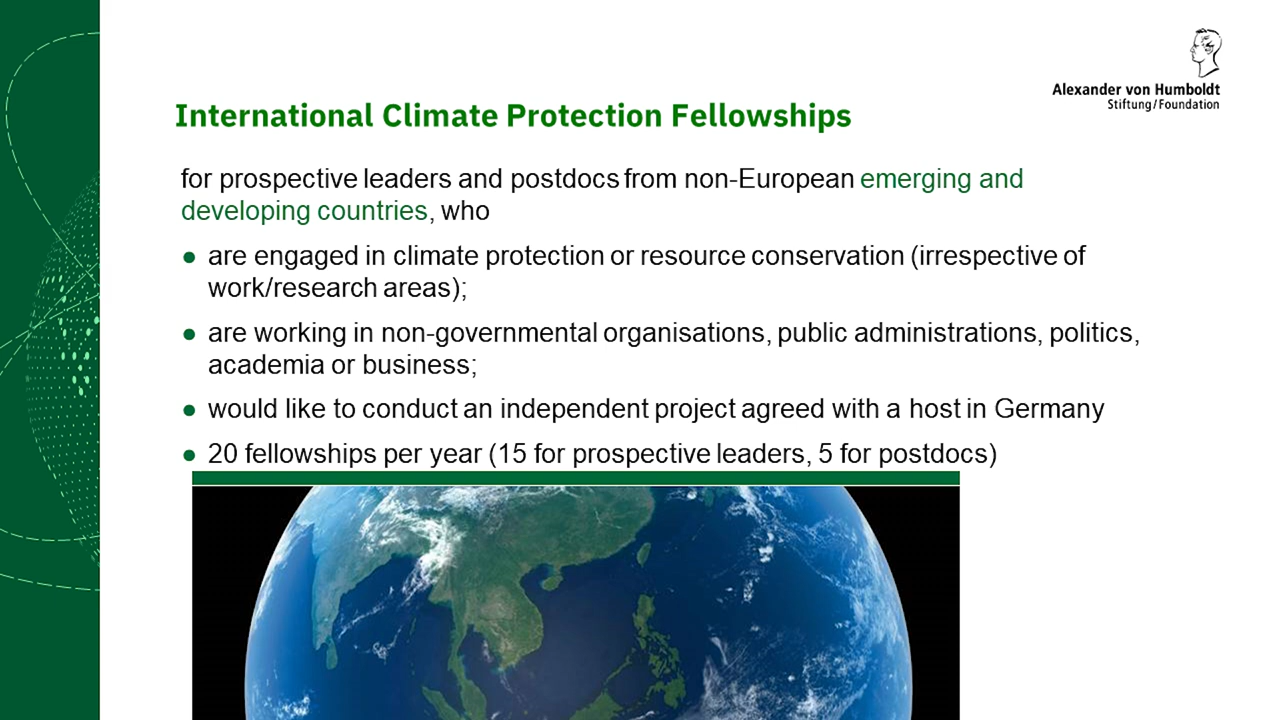 Alexander von Humboldt
Stiftung/Foundation
International Climate Protection Fellowships
for prospective leaders and postdocs from non-European emerging and
developing countries, who
● are engaged in climate protection or resource conservation (irrespective of
work/research areas);
● are working in non-governmental organisations, public administrations, politics,
academia or business;
● would like to conduct an independent project agreed with a host in Germany
● 20 fellowships per year (15 for prospective leaders, 5 for postdocs)